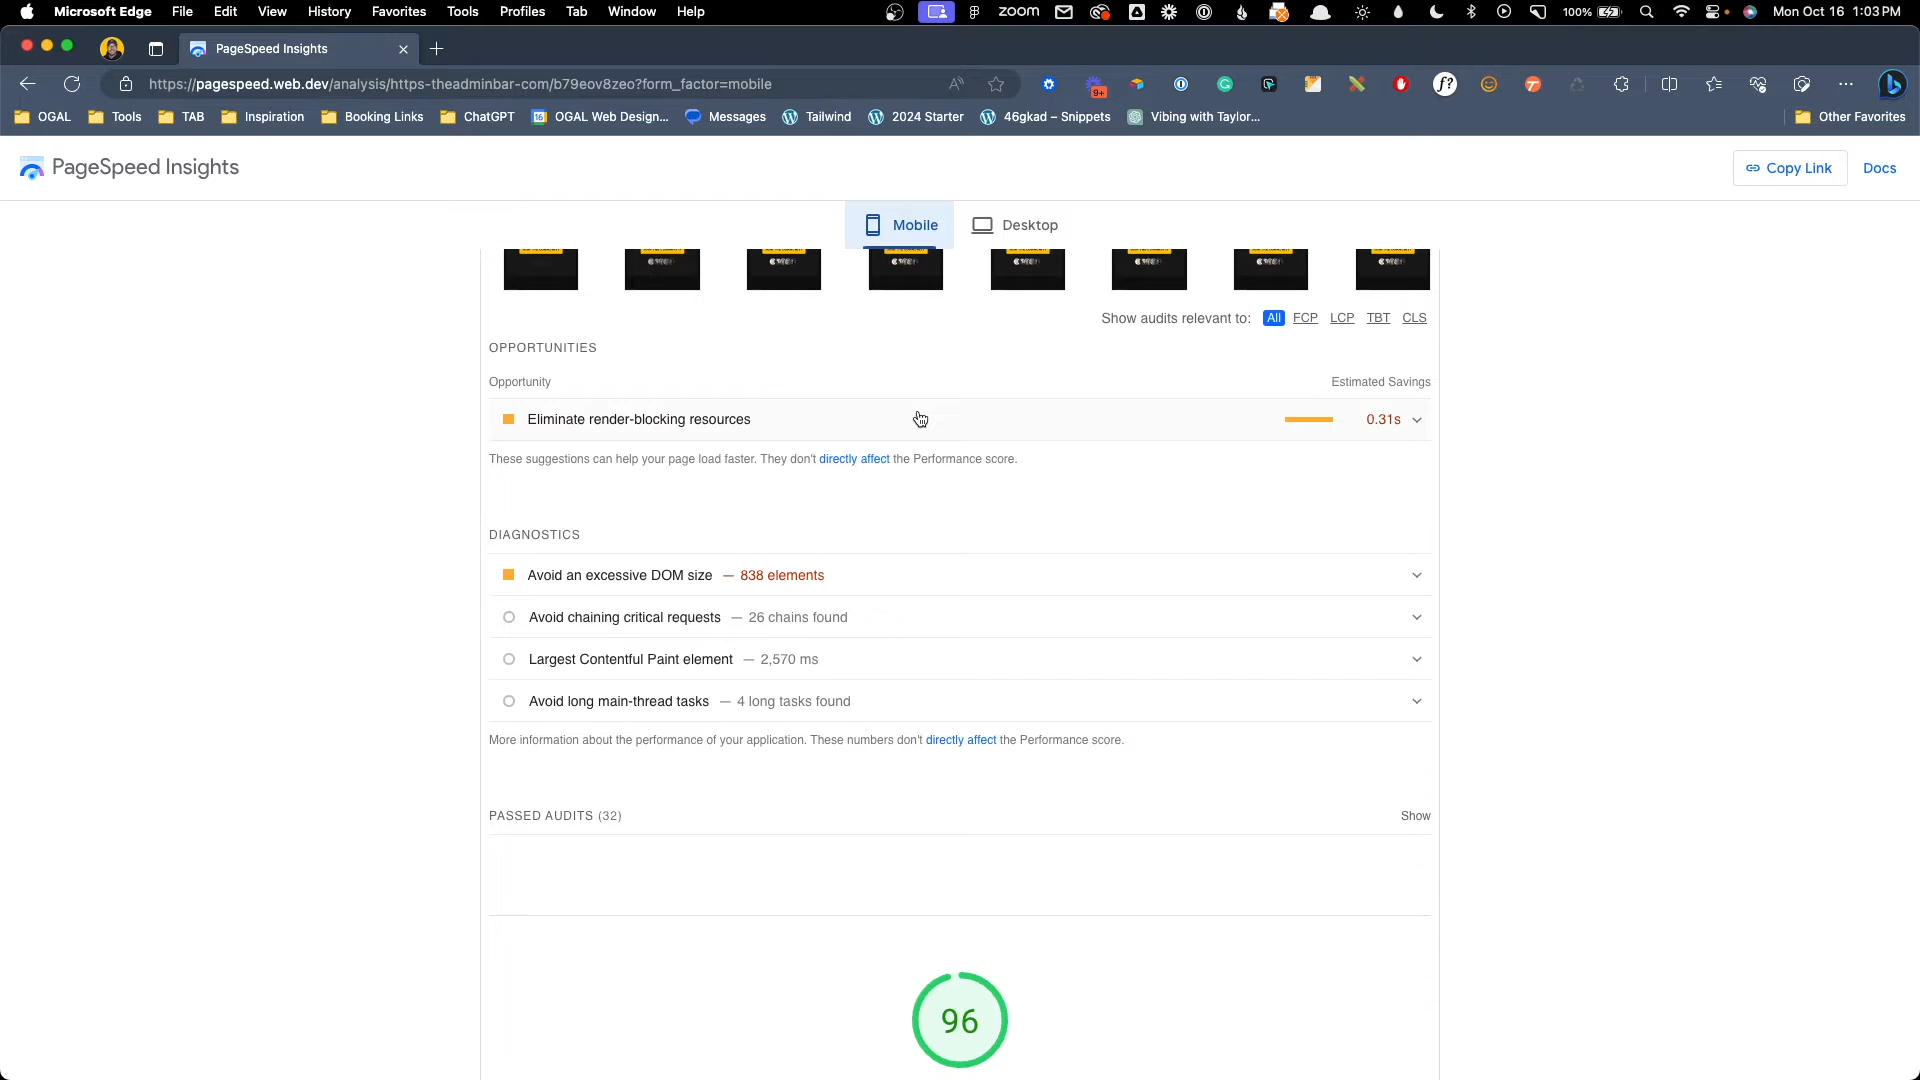 Microsoft Edge File Edit View History Favorites Tools Profiles Tab Window Help zoom 100% Mon Oct 16 1:03 PM
PageSpeed Insights
https://pagespeed.web.dev/analysis/https-theadminbar-com/b79eov8zeo?form_factor=mobile
9+
f?
OGAL Tools TAB Inspiration Booking Links ChatGPT 16 OGAL Web Design... Messages Tailwind 2024 Starter 46gkad – Snippets Vibing with Taylor... Other Favorites
PageSpeed Insights Copy Link Docs
Mobile Desktop
Show audits relevant to: All FCP LCP TBT CLS
OPPORTUNITIES
Opportunity Estimated Savings
Eliminate render-blocking resources 0.31s
These suggestions can help your page load faster. They don't directly affect the Performance score.
DIAGNOSTICS
Avoid an excessive DOM size — 838 elements
Avoid chaining critical requests — 26 chains found
Largest Contentful Paint element — 2,570 ms
Avoid long main-thread tasks — 4 long tasks found
More information about the performance of your application. These numbers don't directly affect the Performance score.
PASSED AUDITS (32) Show
96